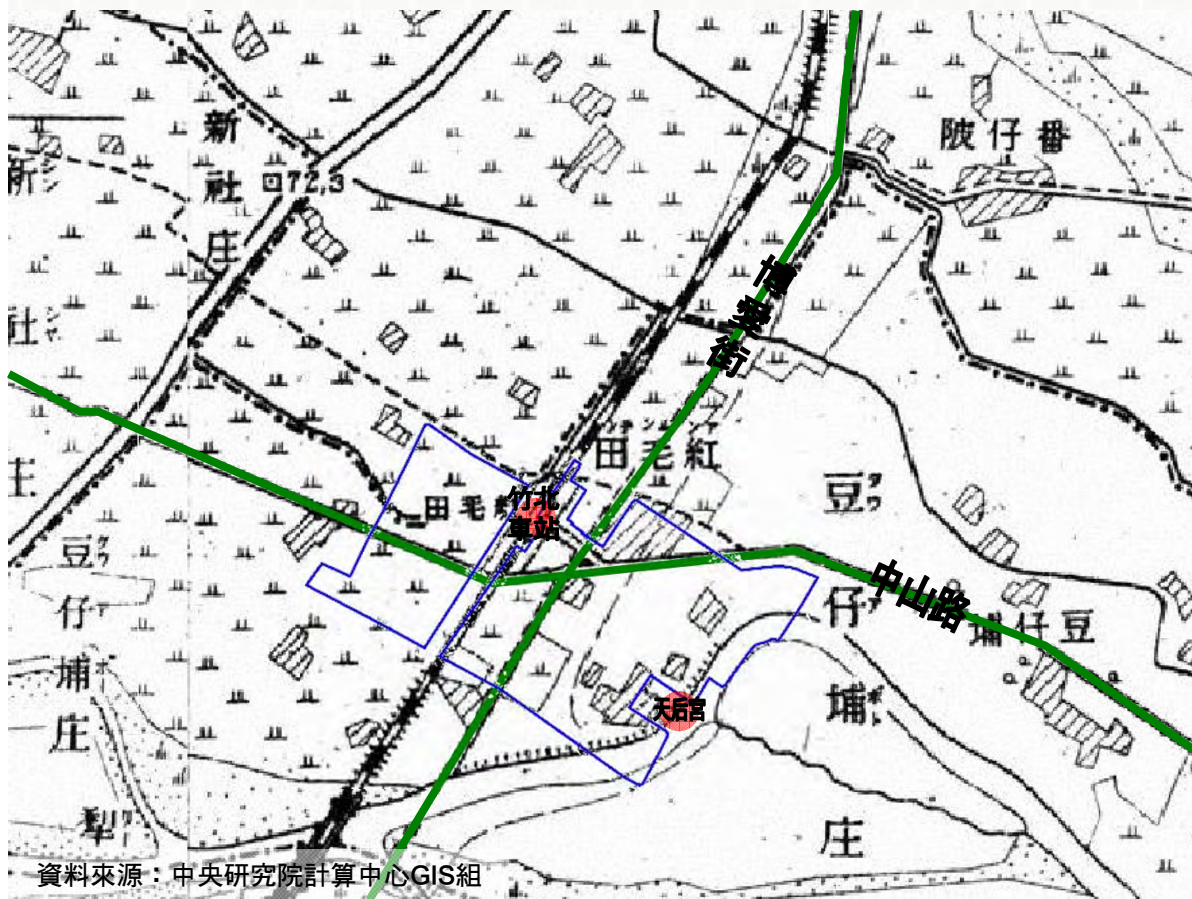 新社庄
72.3
陂仔番
新
社
博愛街
田毛紅
田毛
竹北
車站
豆仔埔庄
中山路
埔仔豆
豆仔埔庄
天后宮
資料來源：中央研究院計算中心GIS組